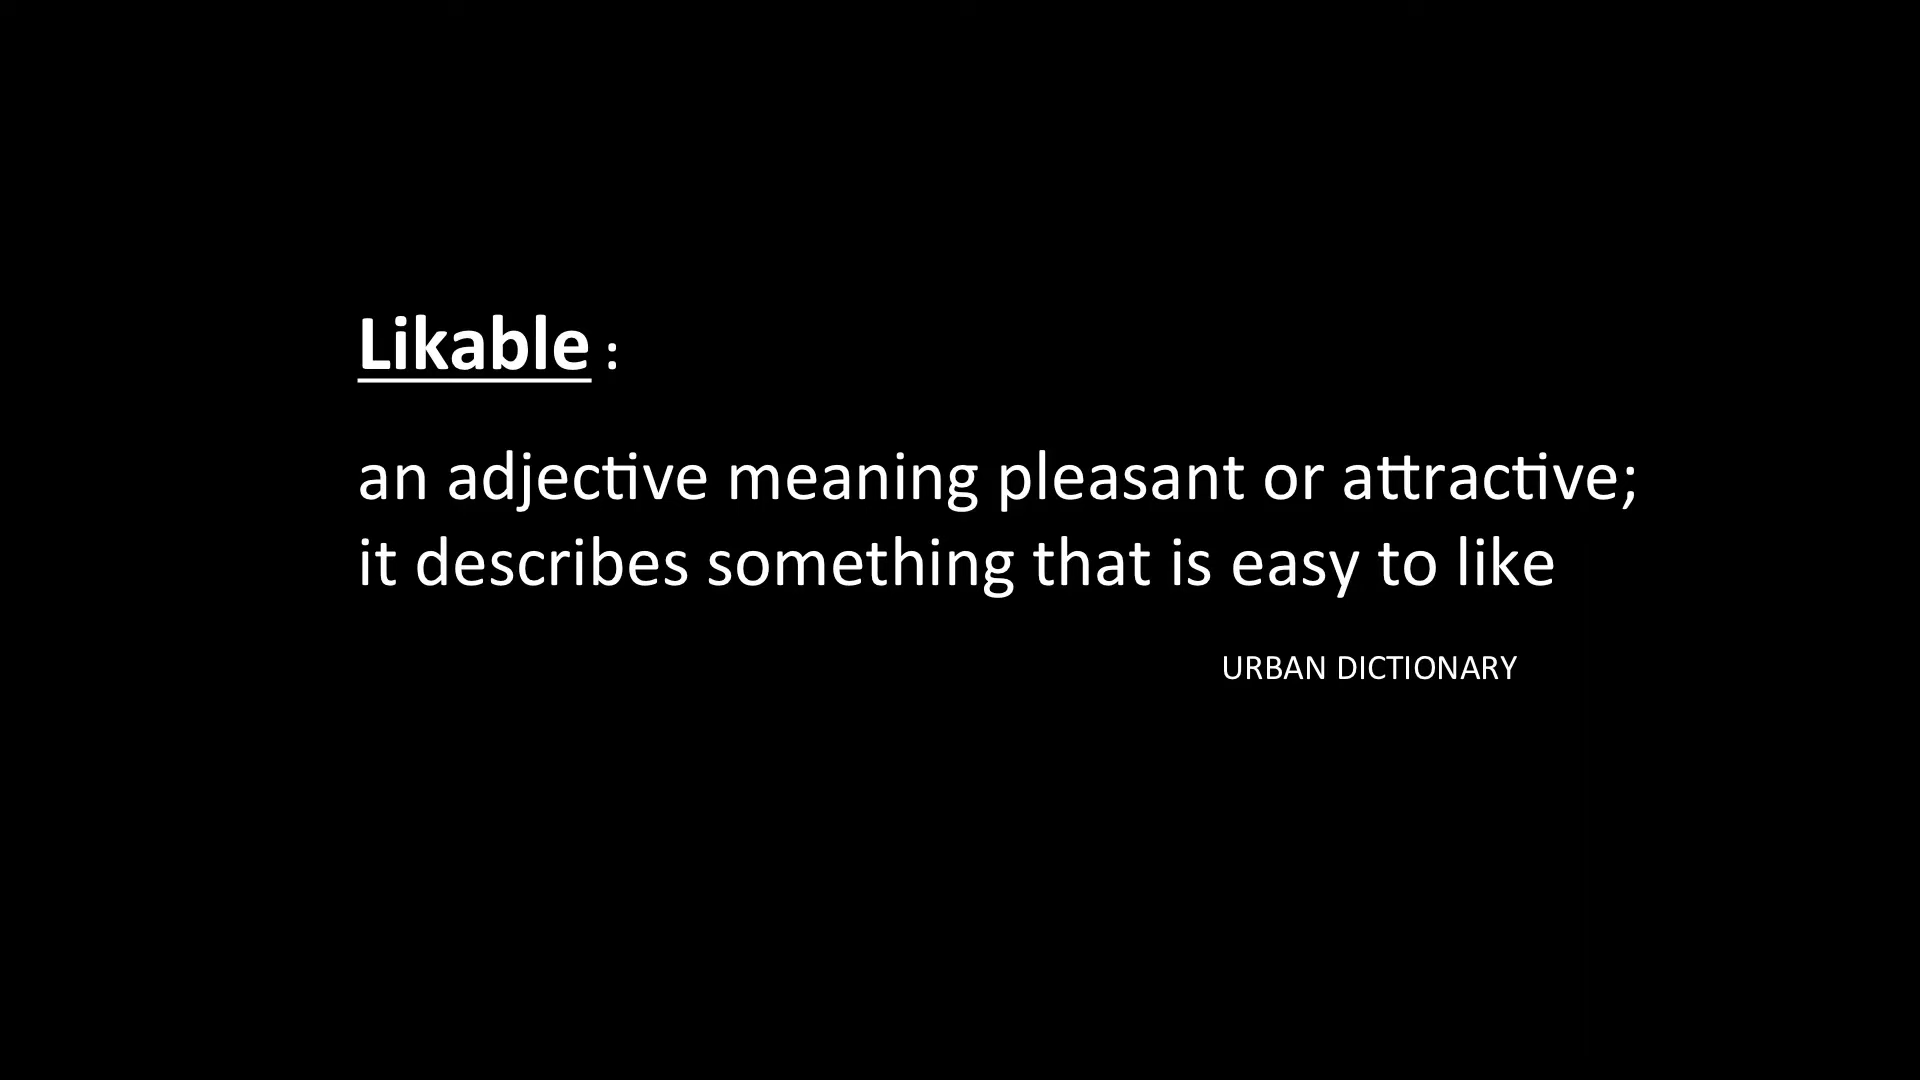 Likable :
an adjective meaning pleasant or attractive;
it describes something that is easy to like
URBAN DICTIONARY